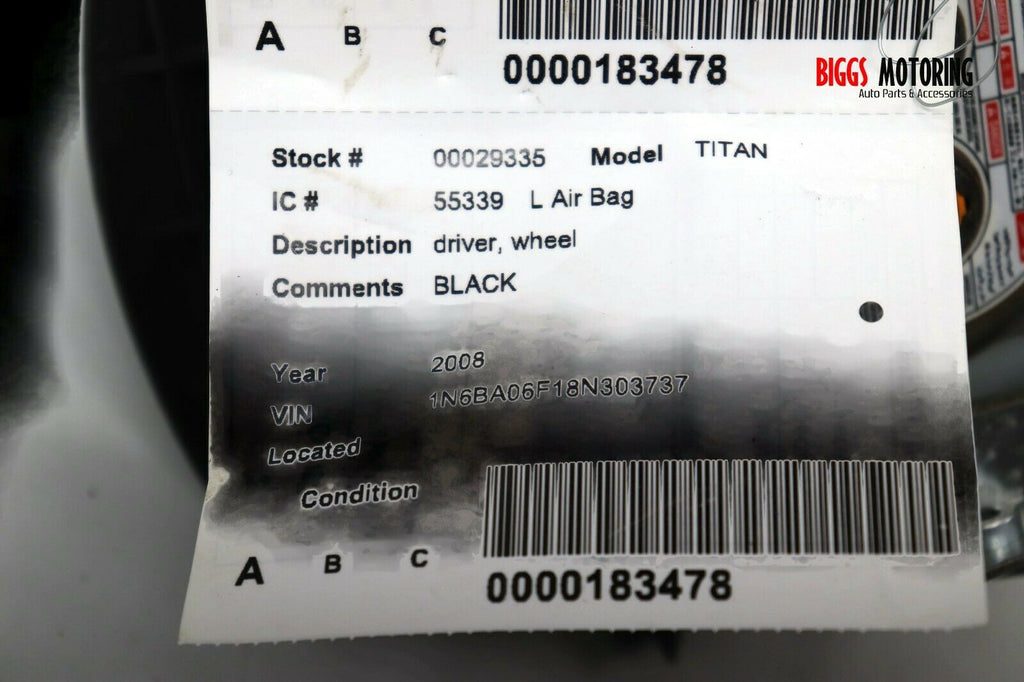 A B C
0000183478
BIGGS MOTORING
Auto Parts & Accessories
Stock # 00029335 Model TITAN
IC # 55339 L Air Bag
Description driver, wheel
Comments BLACK
Year 2008
VIN 1N6BA06F18N303737
Located
Condition
A B C
0000183478